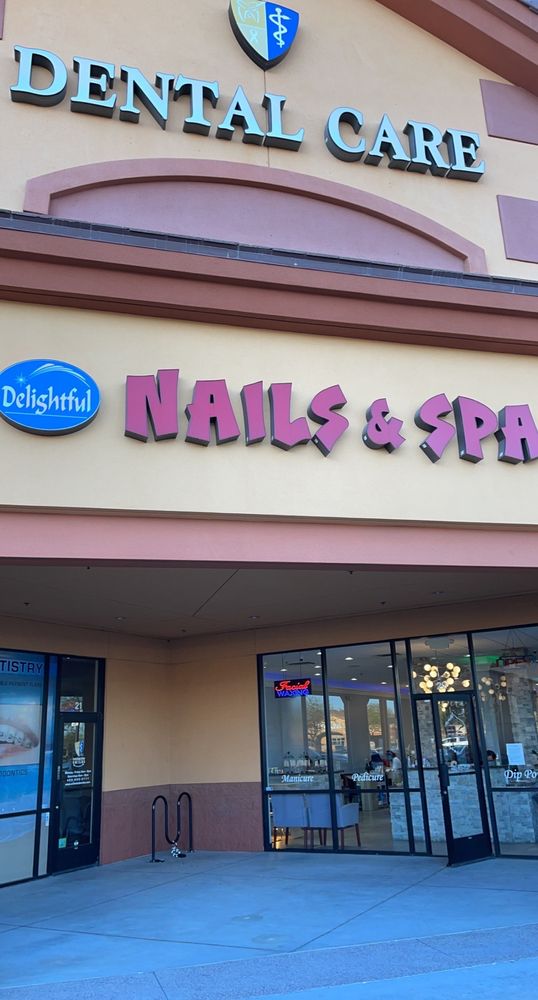 DENTAL CARE
Delightful
NAILS & SPA
TISTRY
Facial
WAXING
Manicure
Pedicure
Dip Po